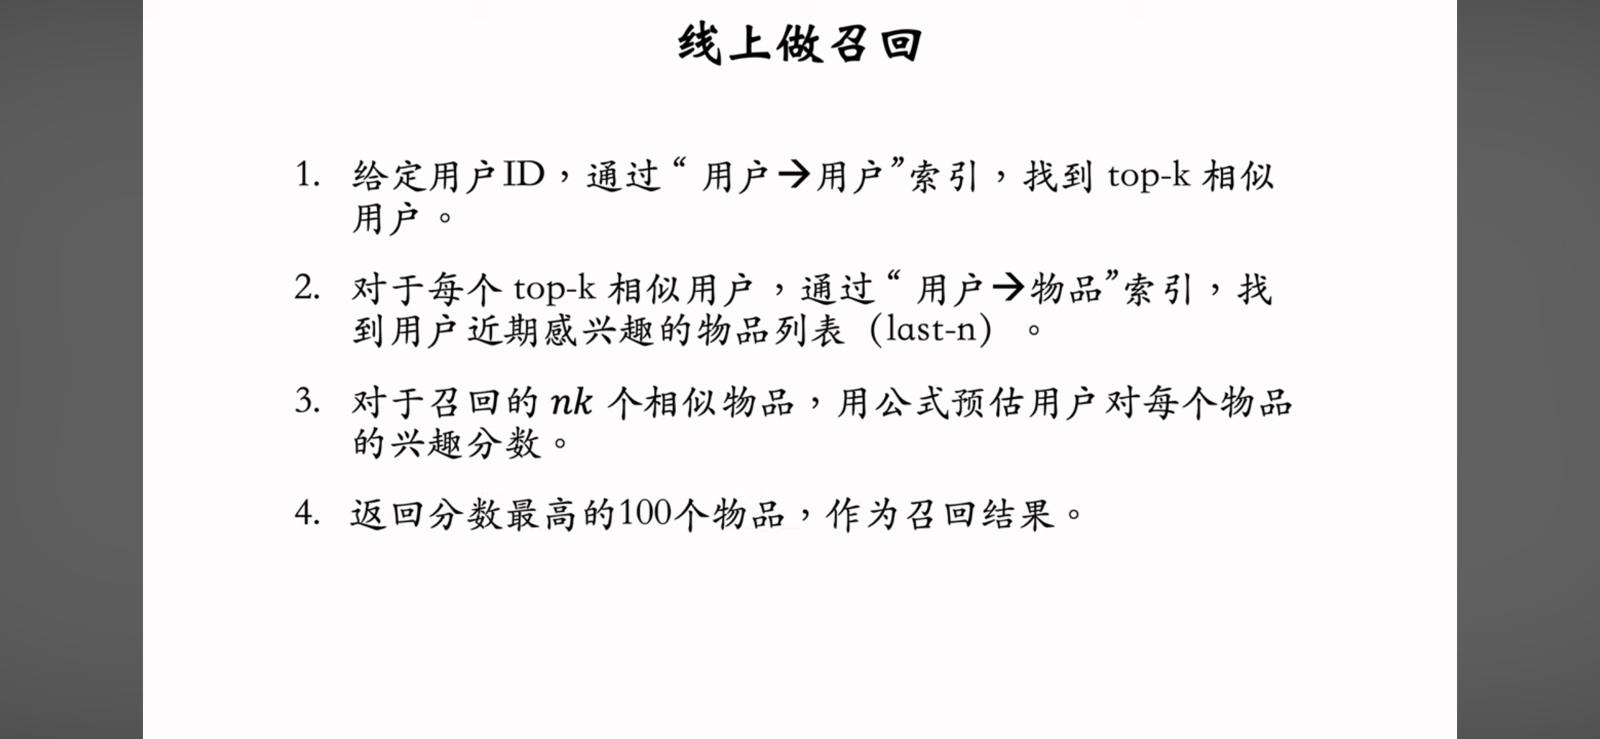 线上做召回
1. 给定用户ID，通过“用户→用户”索引，找到 top-k 相似
用户。
2. 对于每个 top-k 相似用户，通过“用户→物品”索引，找
到用户近期感兴趣的物品列表（last-n）。
3. 对于召回的 nk 个相似物品，用公式预估用户对每个物品
的兴趣分数。
4. 返回分数最高的100个物品，作为召回结果。